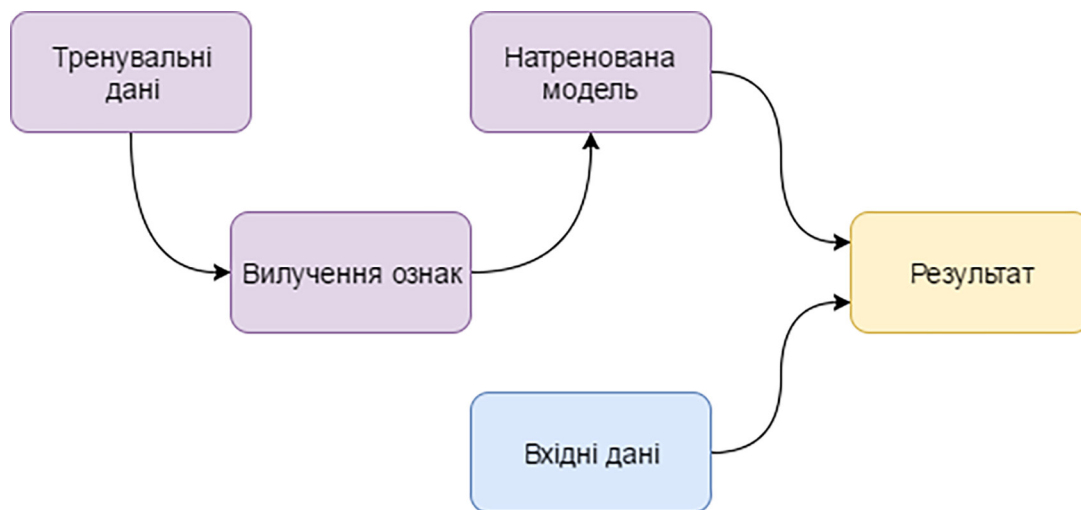 Тренувальні
дані
Натренована
модель
Вилучення ознак
Результат
Вхідні дані